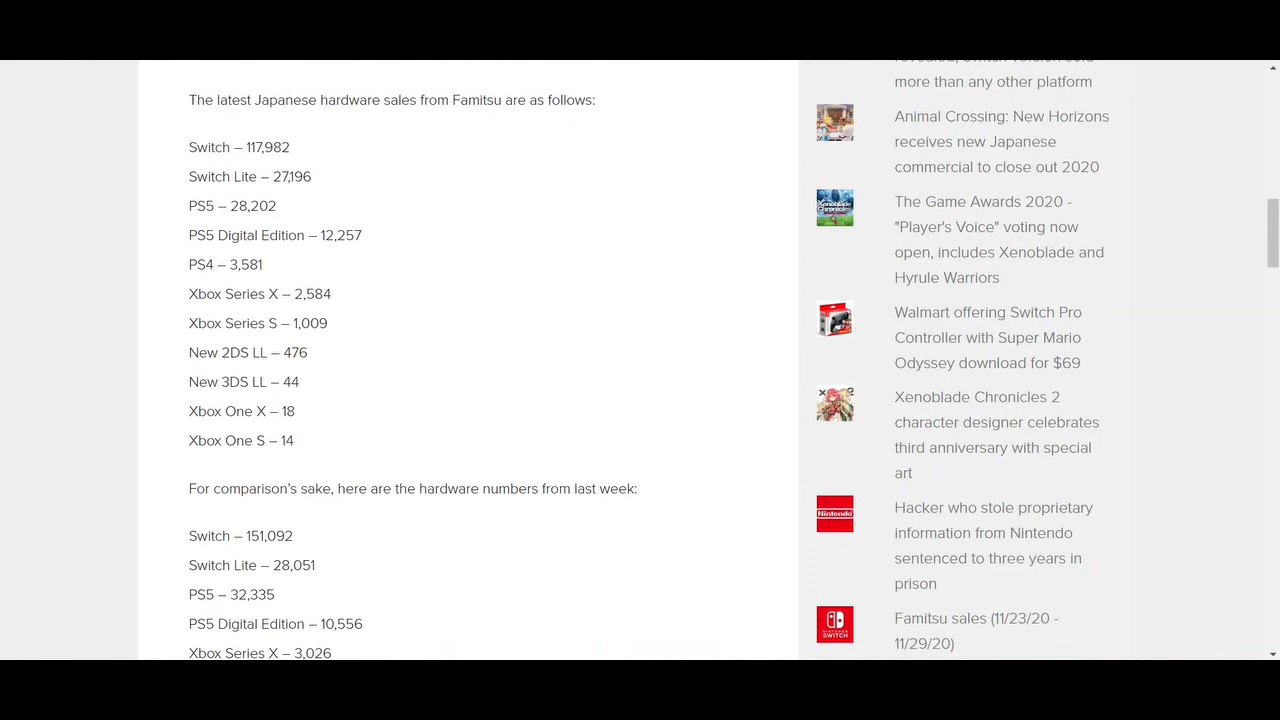 The latest Japanese hardware sales from Famitsu are as follows:
Switch – 117,982
Switch Lite – 27,196
PS5 – 28,202
PS5 Digital Edition – 12,257
PS4 – 3,581
Xbox Series X – 2,584
Xbox Series S – 1,009
New 2DS LL – 476
New 3DS LL – 44
Xbox One X – 18
Xbox One S – 14
For comparison's sake, here are the hardware numbers from last week:
Switch – 151,092
Switch Lite – 28,051
PS5 – 32,335
PS5 Digital Edition – 10,556
Xbox Series X – 3,026
more than any other platform
Animal Crossing: New Horizons
receives new Japanese
commercial to close out 2020
The Game Awards 2020 -
"Player's Voice" voting now
open, includes Xenoblade and
Hyrule Warriors
Walmart offering Switch Pro
Controller with Super Mario
Odyssey download for $69
Xenoblade Chronicles 2
character designer celebrates
third anniversary with special
art
Nintendo
Hacker who stole proprietary
information from Nintendo
sentenced to three years in
prison
NINTENDO
SWITCH
Famitsu sales (11/23/20 -
11/29/20)